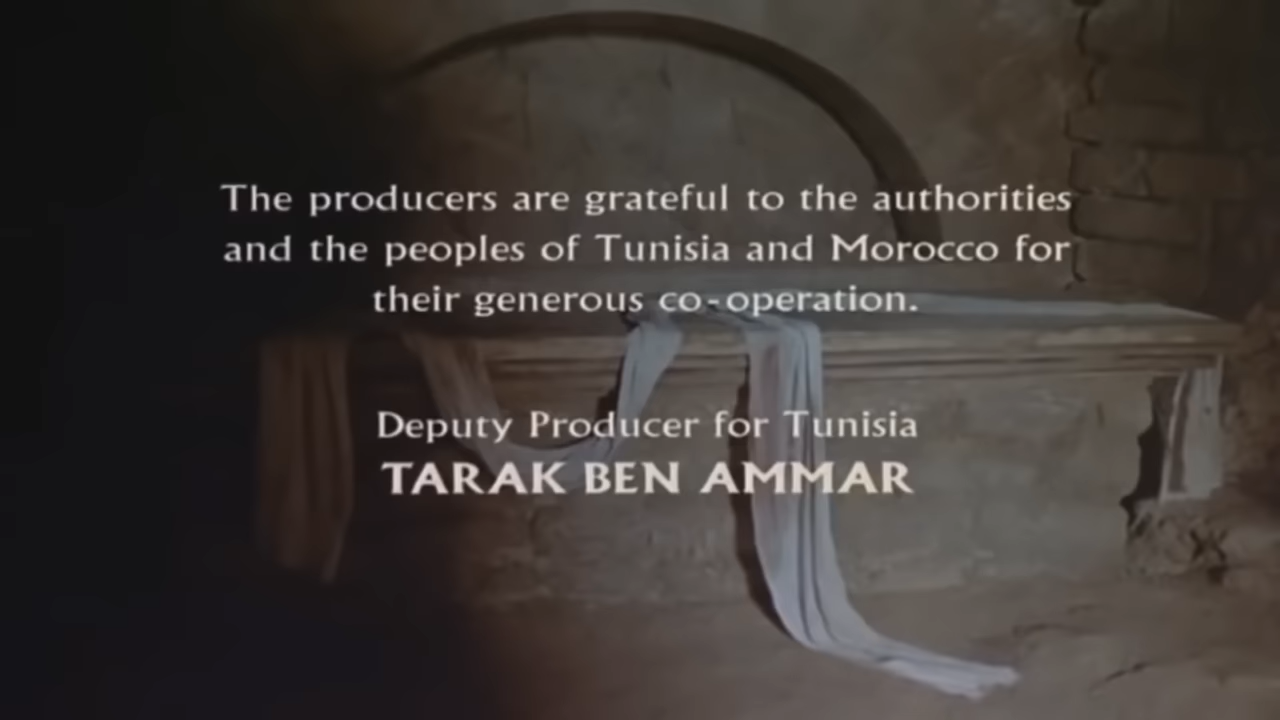 The producers are grateful to the authorities
and the peoples of Tunisia and Morocco for
their generous co-operation.
Deputy Producer for Tunisia
TARAK BEN AMMAR